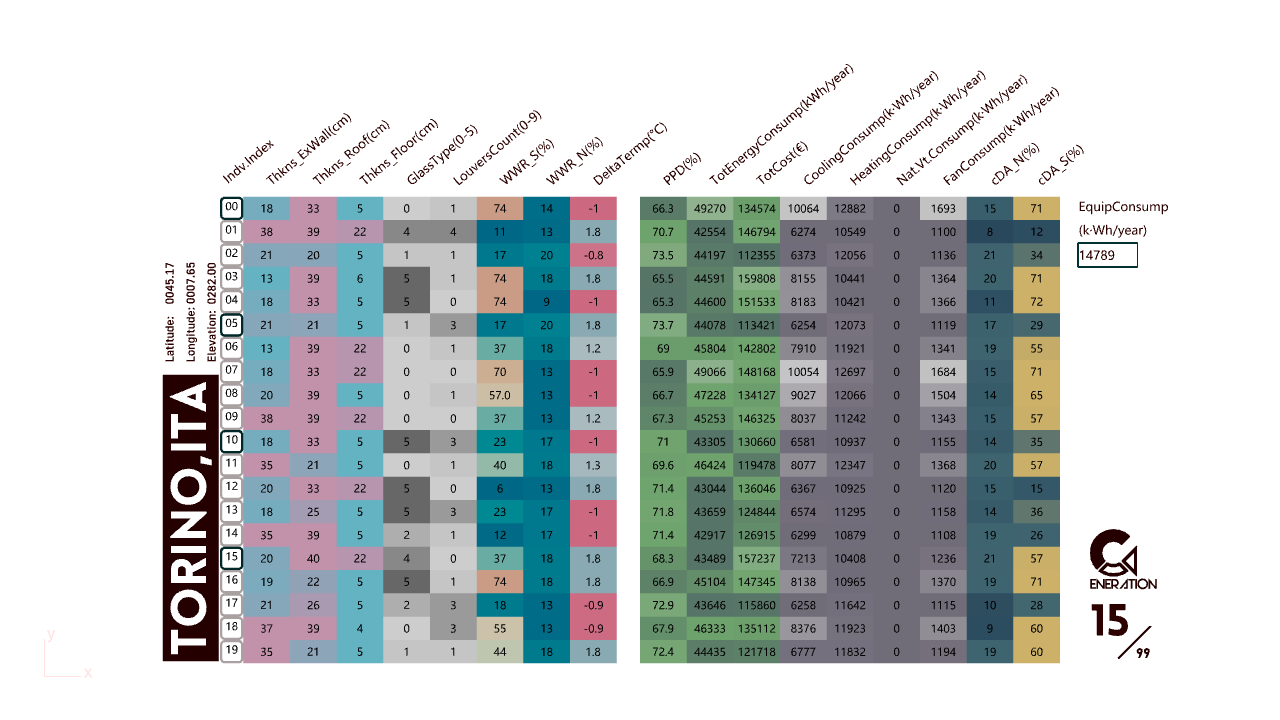 Indv.Index Thkns_ExWall(cm) Thkns_Roof(cm) Thkns_Floor(cm) GlassType(0-5) LouversCount(0-9) WWR_S(%) WWR_N(%) DeltaTermp(°C) PPD(%) TotEnergyConsump(kWh/year) TotCost(€) CoolingConsump(k·Wh/year) HeatingConsump(k·Wh/year) Nat.Vt.Consump(k·Wh/year) FanConsump(k·Wh/year) cDA_N(%) cDA_S(%)
00 18 33 5 0 1 74 14 -1 66.3 49270 134574 10064 12882 0 1693 15 71
01 38 39 22 4 4 11 13 1.8 70.7 42554 146794 6274 10549 0 1100 8 12
02 21 20 5 1 1 17 20 -0.8 73.5 44197 112355 6373 12056 0 1136 21 34
03 13 39 6 5 1 74 18 1.8 65.5 44591 159808 8155 10441 0 1364 20 71
04 18 33 5 5 0 74 9 -1 65.3 44600 151533 8183 10421 0 1366 11 72
05 21 21 5 1 3 17 20 1.8 73.7 44078 113421 6254 12073 0 1119 17 29
06 13 39 22 0 1 37 18 1.2 69 45804 142802 7910 11921 0 1341 19 55
07 18 33 22 0 0 70 13 -1 65.9 49066 148168 10054 12697 0 1684 15 71
08 20 39 5 0 1 57.0 13 -1 66.7 47228 134127 9027 12066 0 1504 14 65
09 38 39 22 0 0 37 13 1.2 67.3 45253 146325 8037 11242 0 1343 15 57
10 18 33 5 5 3 23 17 -1 71 43305 130660 6581 10937 0 1155 14 35
11 35 21 5 0 1 40 18 1.3 69.6 46424 119478 8077 12347 0 1368 20 57
12 20 33 22 5 0 6 13 1.8 71.4 43044 136046 6367 10925 0 1120 15 15
13 18 25 5 5 3 23 17 -1 71.8 43659 124844 6574 11295 0 1158 14 36
14 35 39 5 2 1 12 17 -1 71.4 42917 126915 6299 10879 0 1108 19 26
15 20 40 22 4 0 37 18 1.8 68.3 43489 157237 7213 10408 0 1236 21 57
16 19 22 5 5 1 74 18 1.8 66.9 45104 147345 8138 10965 0 1370 19 71
17 21 26 5 2 3 18 13 -0.9 72.9 43646 115860 6258 11642 0 1115 10 28
18 37 39 4 0 3 55 13 -0.9 67.9 46333 135112 8376 11923 0 1403 9 60
19 35 21 5 1 1 44 18 1.8 72.4 44435 121718 6777 11832 0 1194 19 60
EquipConsump
(k·Wh/year)
14789
Latitude: 0045.17
Longitude: 0007.65
Elevation: 0282.00
TORINO,ITA
G
ENERATION
15/99
y
x